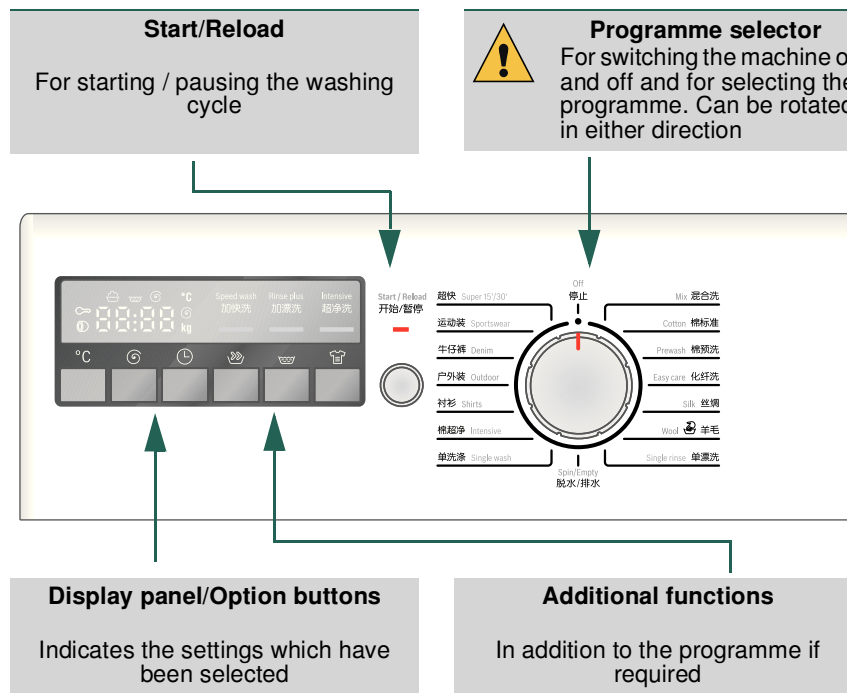 Start/Reload
For starting / pausing the washing
cycle
Programme selector
For switching the machine o
and off and for selecting the
programme. Can be rotated
in either direction
°C
Speed wash
加快洗
Rinse plus
加漂洗
Intensive
超净洗
88:88
kg
°C
Start / Reload
开始/暂停
Off
停止
超快 Super 15'/30'
运动装 Sportswear
牛仔裤 Denim
户外装 Outdoor
衬衫 Shirts
棉超净 Intensive
单洗涤 Single wash
Mix 混合洗
Cotton 棉标准
Prewash 棉预洗
Easy care 化纤洗
Silk 丝绸
Wool 羊毛
Single rinse 单漂洗
Spin/Empty
脱水/排水
Display panel/Option buttons
Indicates the settings which have
been selected
Additional functions
In addition to the programme if
required